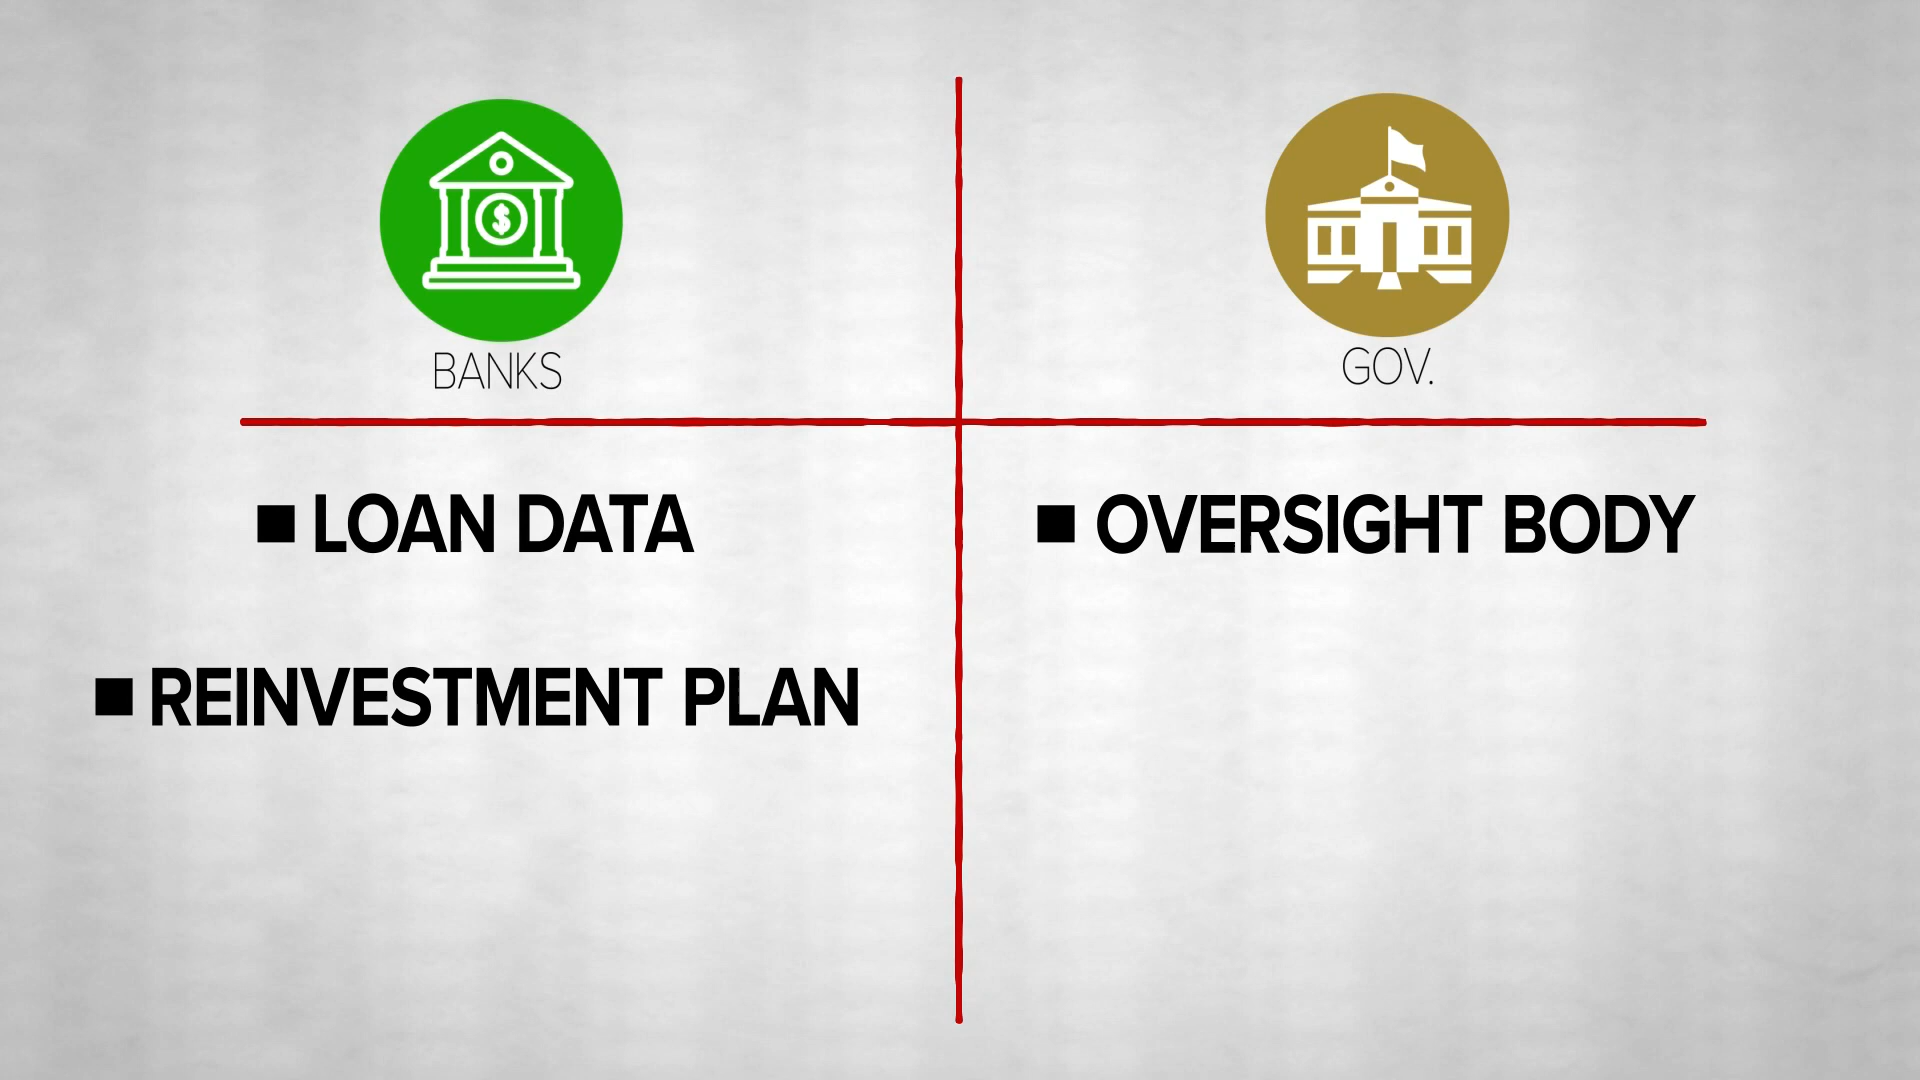 BANKS
GOV.
■ LOAN DATA
■ OVERSIGHT BODY
■ REINVESTMENT PLAN